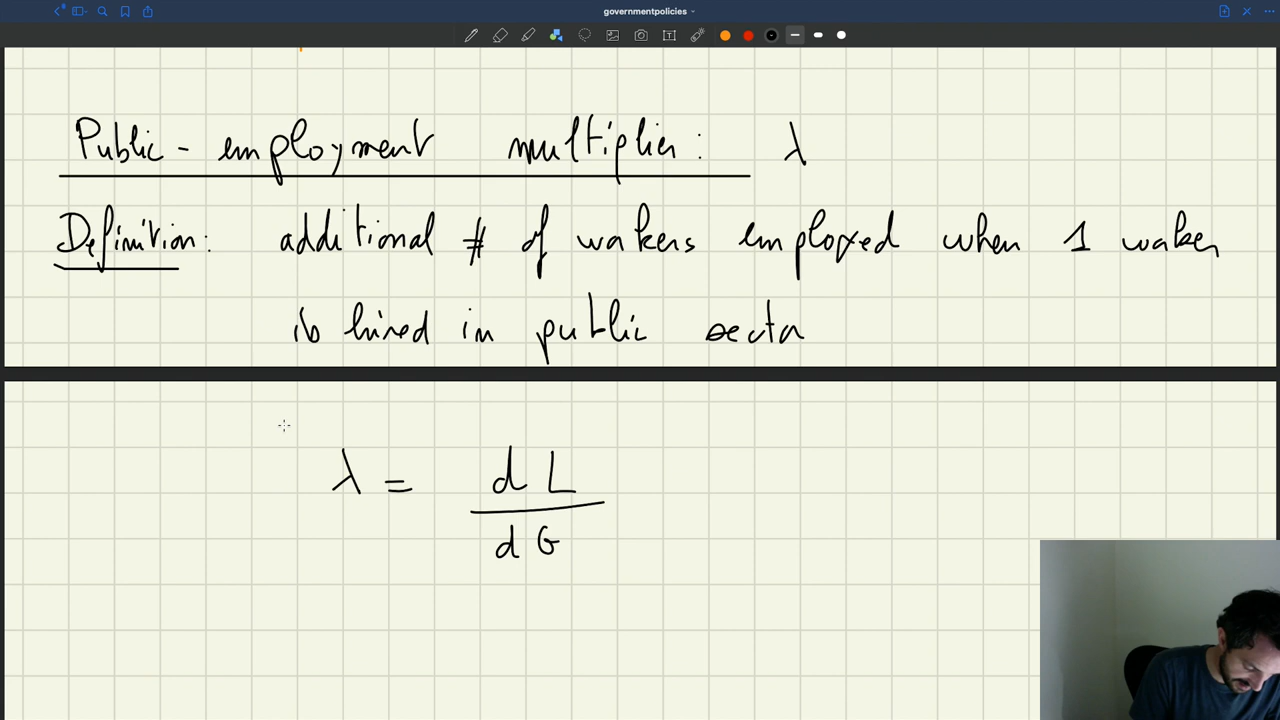 governmentpolicies
Public-employment multiplier: λ
Definition: additional # of workers employed when 1 worker
is hired in public sector
λ = dL
dG